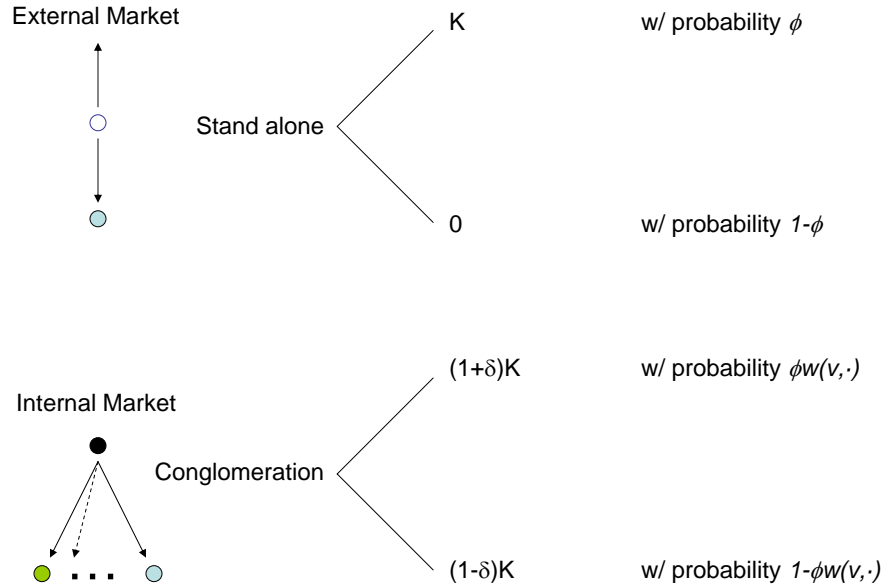 External Market
K w/ probability ϕ
Stand alone
0 w/ probability 1-ϕ
(1+δ)K w/ probability ϕw(v,·)
Internal Market
Conglomeration
(1-δ)K w/ probability 1-ϕw(v,·)